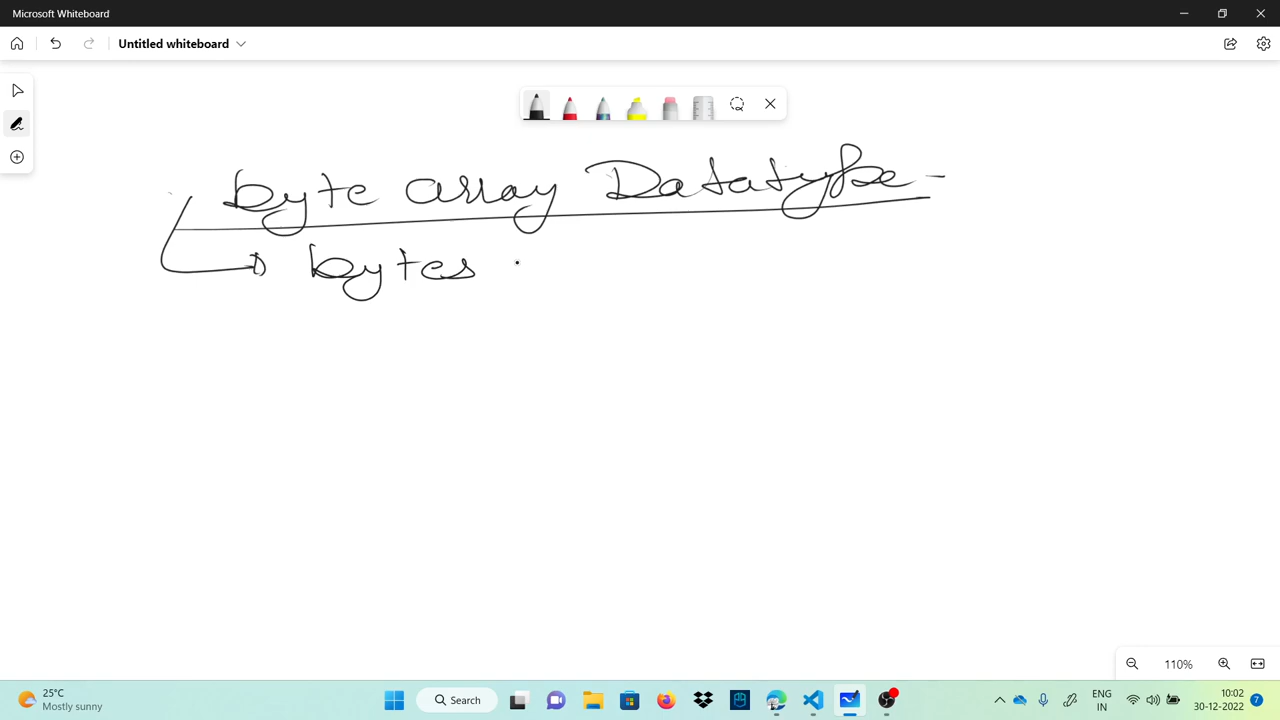 Microsoft Whiteboard
Untitled whiteboard
byte array Datatype -
bytes
110%
25°C
Mostly sunny
Search
ENG
IN
10:02
30-12-2022
7